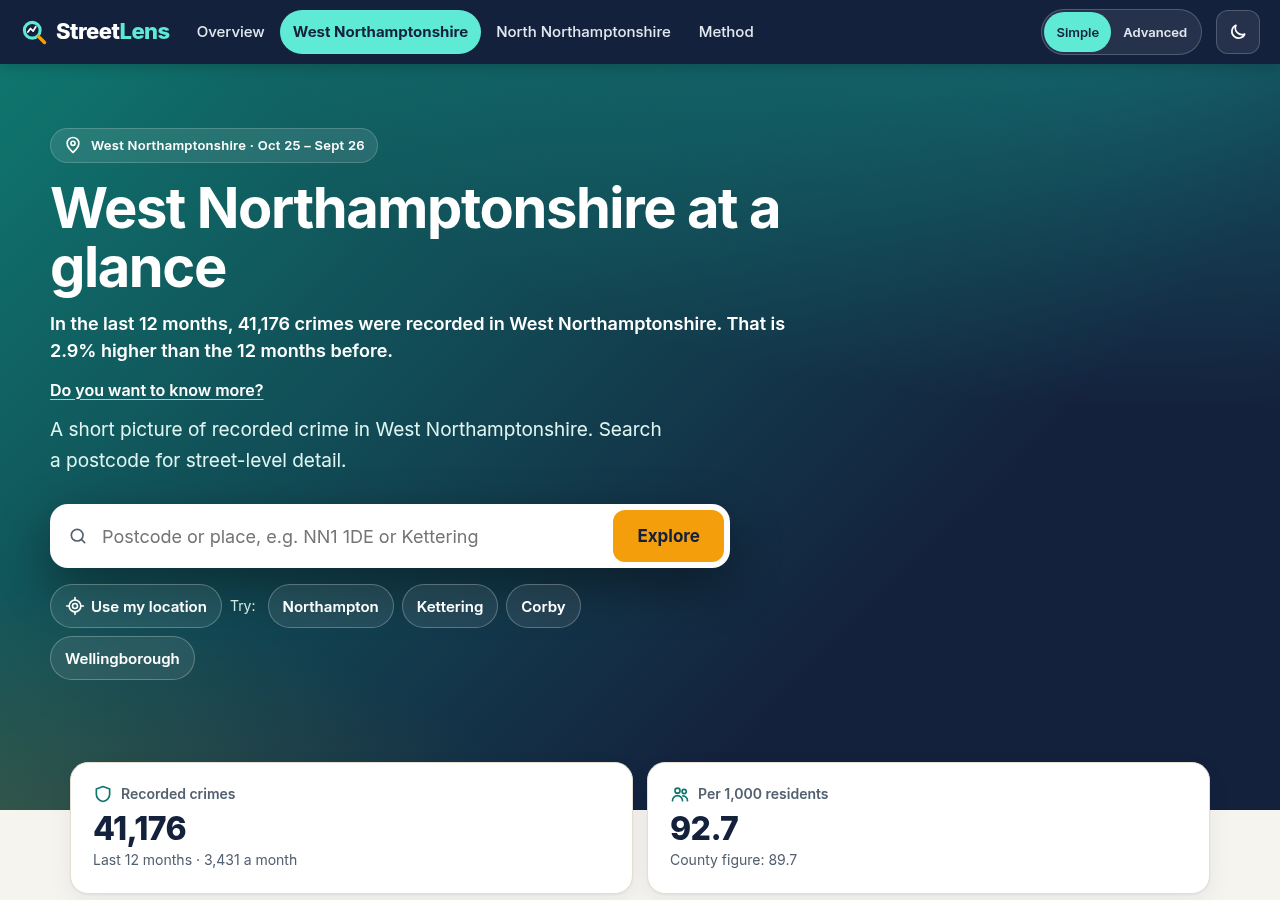 StreetLens
Overview
West Northamptonshire
North Northamptonshire
Method
Simple
Advanced
West Northamptonshire · Oct 25 – Sept 26
West Northamptonshire at a
glance
In the last 12 months, 41,176 crimes were recorded in West Northamptonshire. That is
2.9% higher than the 12 months before.
Do you want to know more?
A short picture of recorded crime in West Northamptonshire. Search
a postcode for street-level detail.
Postcode or place, e.g. NN1 1DE or Kettering
Explore
Use my location
Try:
Northampton
Kettering
Corby
Wellingborough
Recorded crimes
41,176
Last 12 months · 3,431 a month
Per 1,000 residents
92.7
County figure: 89.7